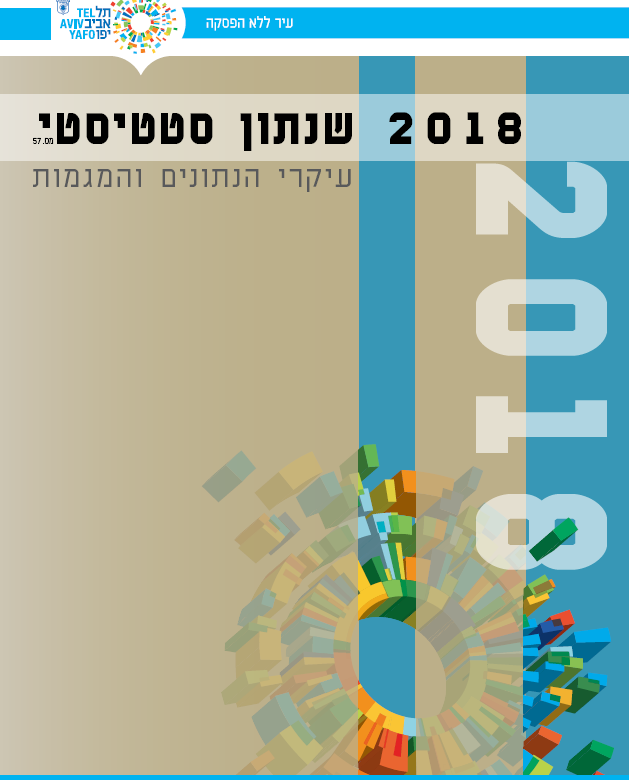 תל
TEL
אביב
AVIV
יפו
YAFO
עיר ללא הפסקה
שנתון סטטיסטי 2018
מס. 57
עיקרי הנתונים והמגמות
2018